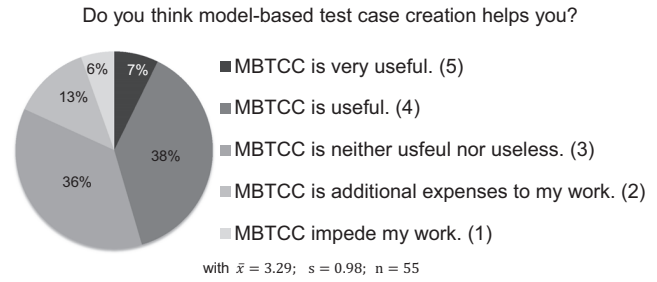 Do you think model-based test case creation helps you?
6%
7%
13%
38%
36%
MBTCC is very useful. (5)
MBTCC is useful. (4)
MBTCC is neither usfeul nor useless. (3)
MBTCC is additional expenses to my work. (2)
MBTCC impede my work. (1)
with x̄ = 3.29; s = 0.98; n = 55